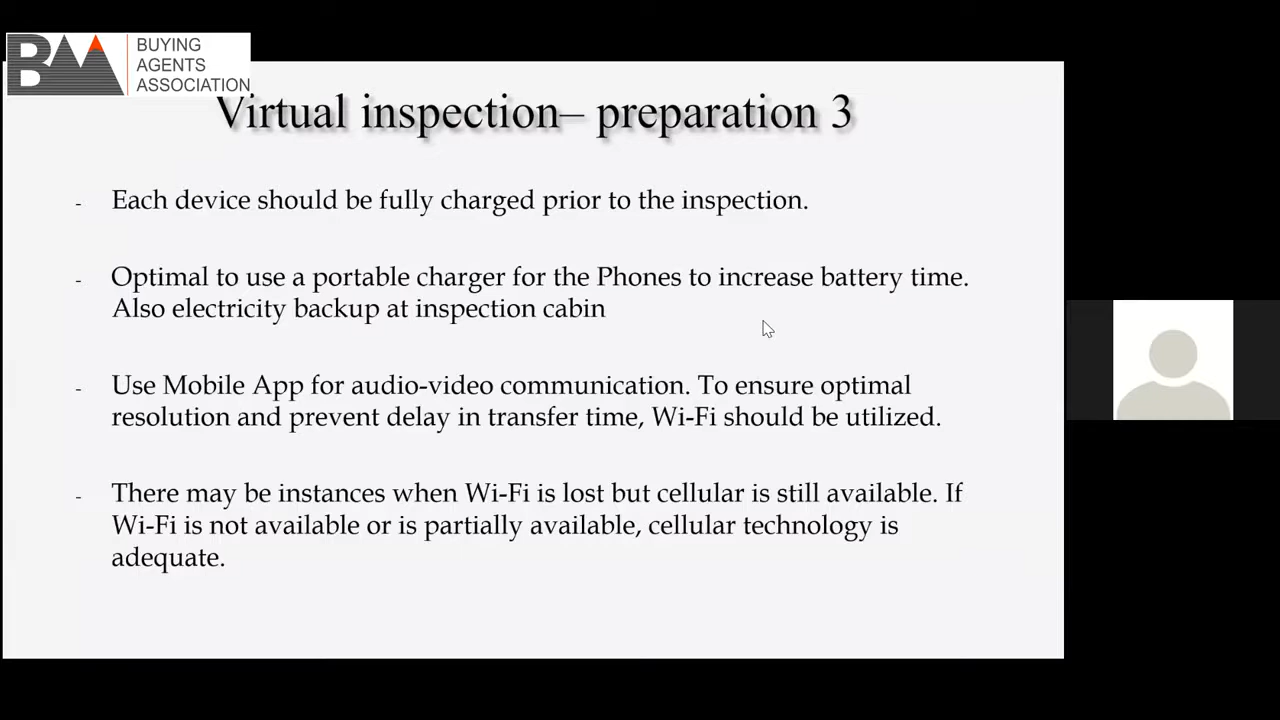 BAA
BUYING
AGENTS
ASSOCIATION
Virtual inspection– preparation 3
- Each device should be fully charged prior to the inspection.
- Optimal to use a portable charger for the Phones to increase battery time.
Also electricity backup at inspection cabin
- Use Mobile App for audio-video communication. To ensure optimal
resolution and prevent delay in transfer time, Wi-Fi should be utilized.
- There may be instances when Wi-Fi is lost but cellular is still available. If
Wi-Fi is not available or is partially available, cellular technology is
adequate.